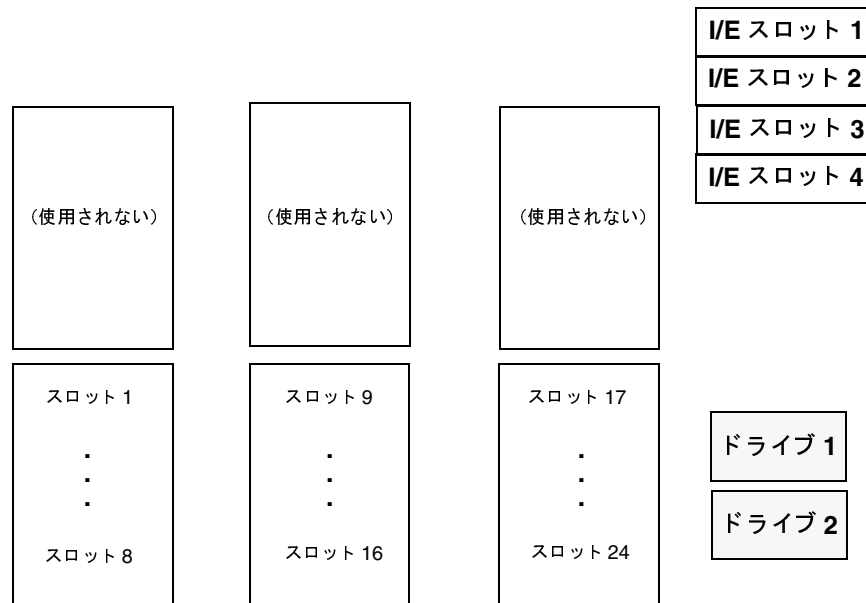 I/E スロット 1
I/E スロット 2
I/E スロット 3
I/E スロット 4
（使用されない）
（使用されない）
（使用されない）
スロット 1
スロット 8
スロット 9
スロット 16
スロット 17
スロット 24
ドライブ 1
ドライブ 2